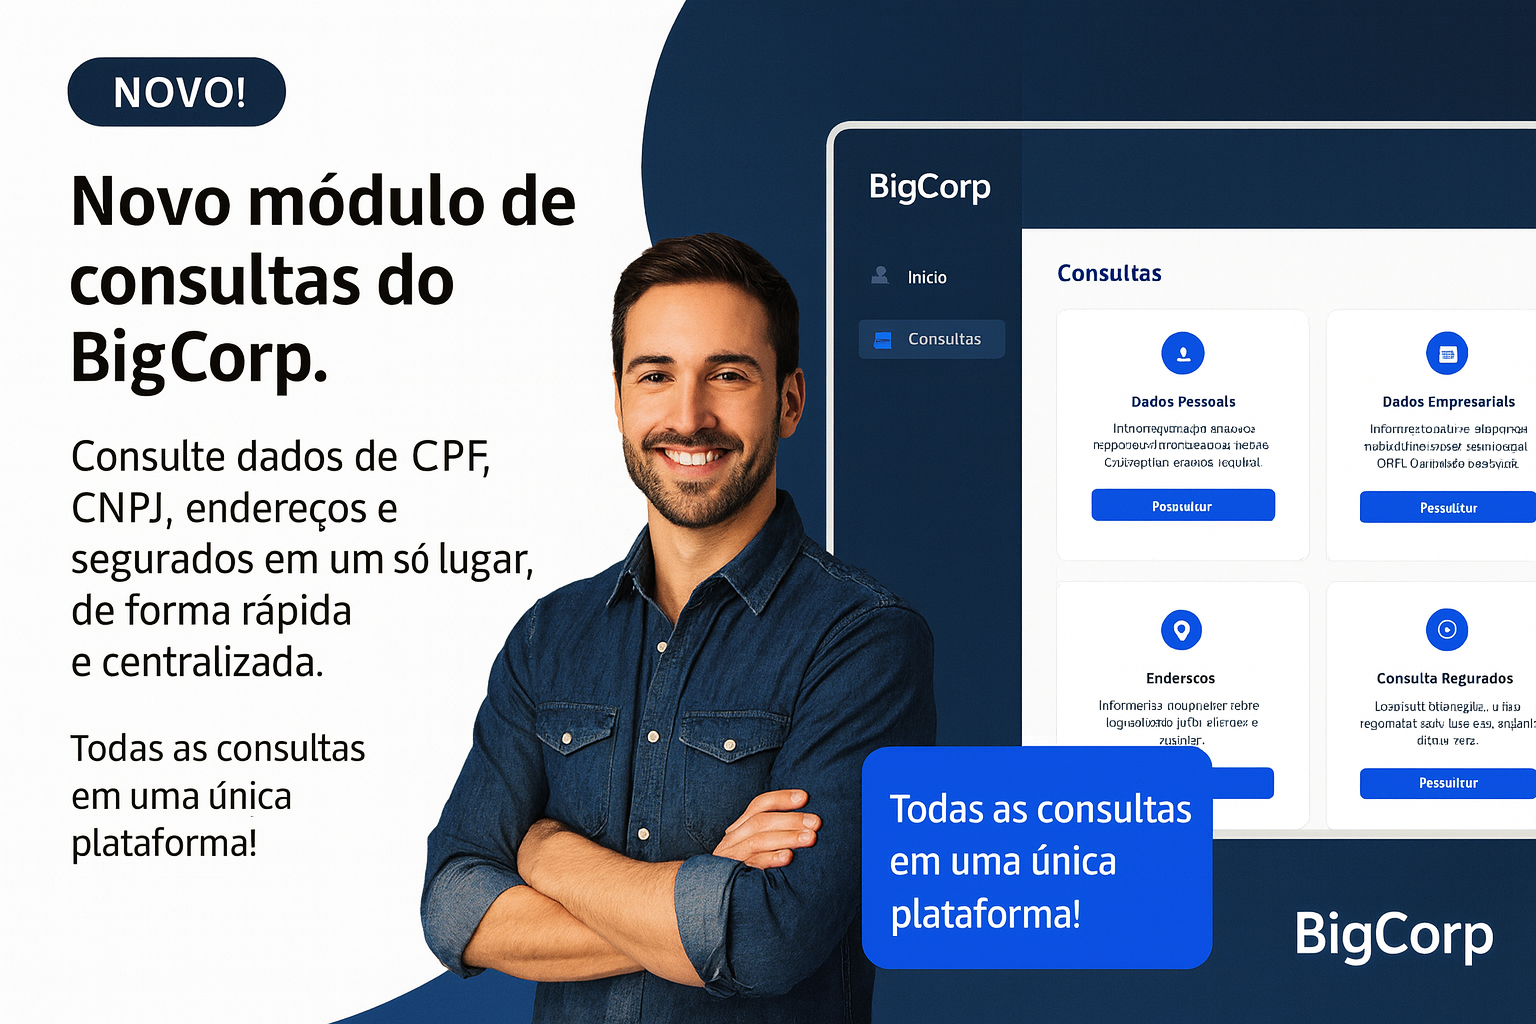 NOVO!
Novo módulo de
consultas do
BigCorp.
Consulte dados de CPF,
CNPJ, endereços e
segurados em um só lugar,
de forma rápida
e centralizada.
Todas as consultas
em uma única
plataforma!
BigCorp
Inicio
Consultas
Consultas
Dados Pessoals
Dados Empresarials
Enderscos
Consulta Regurados
Todas as consultas
em uma única
plataforma!
BigCorp